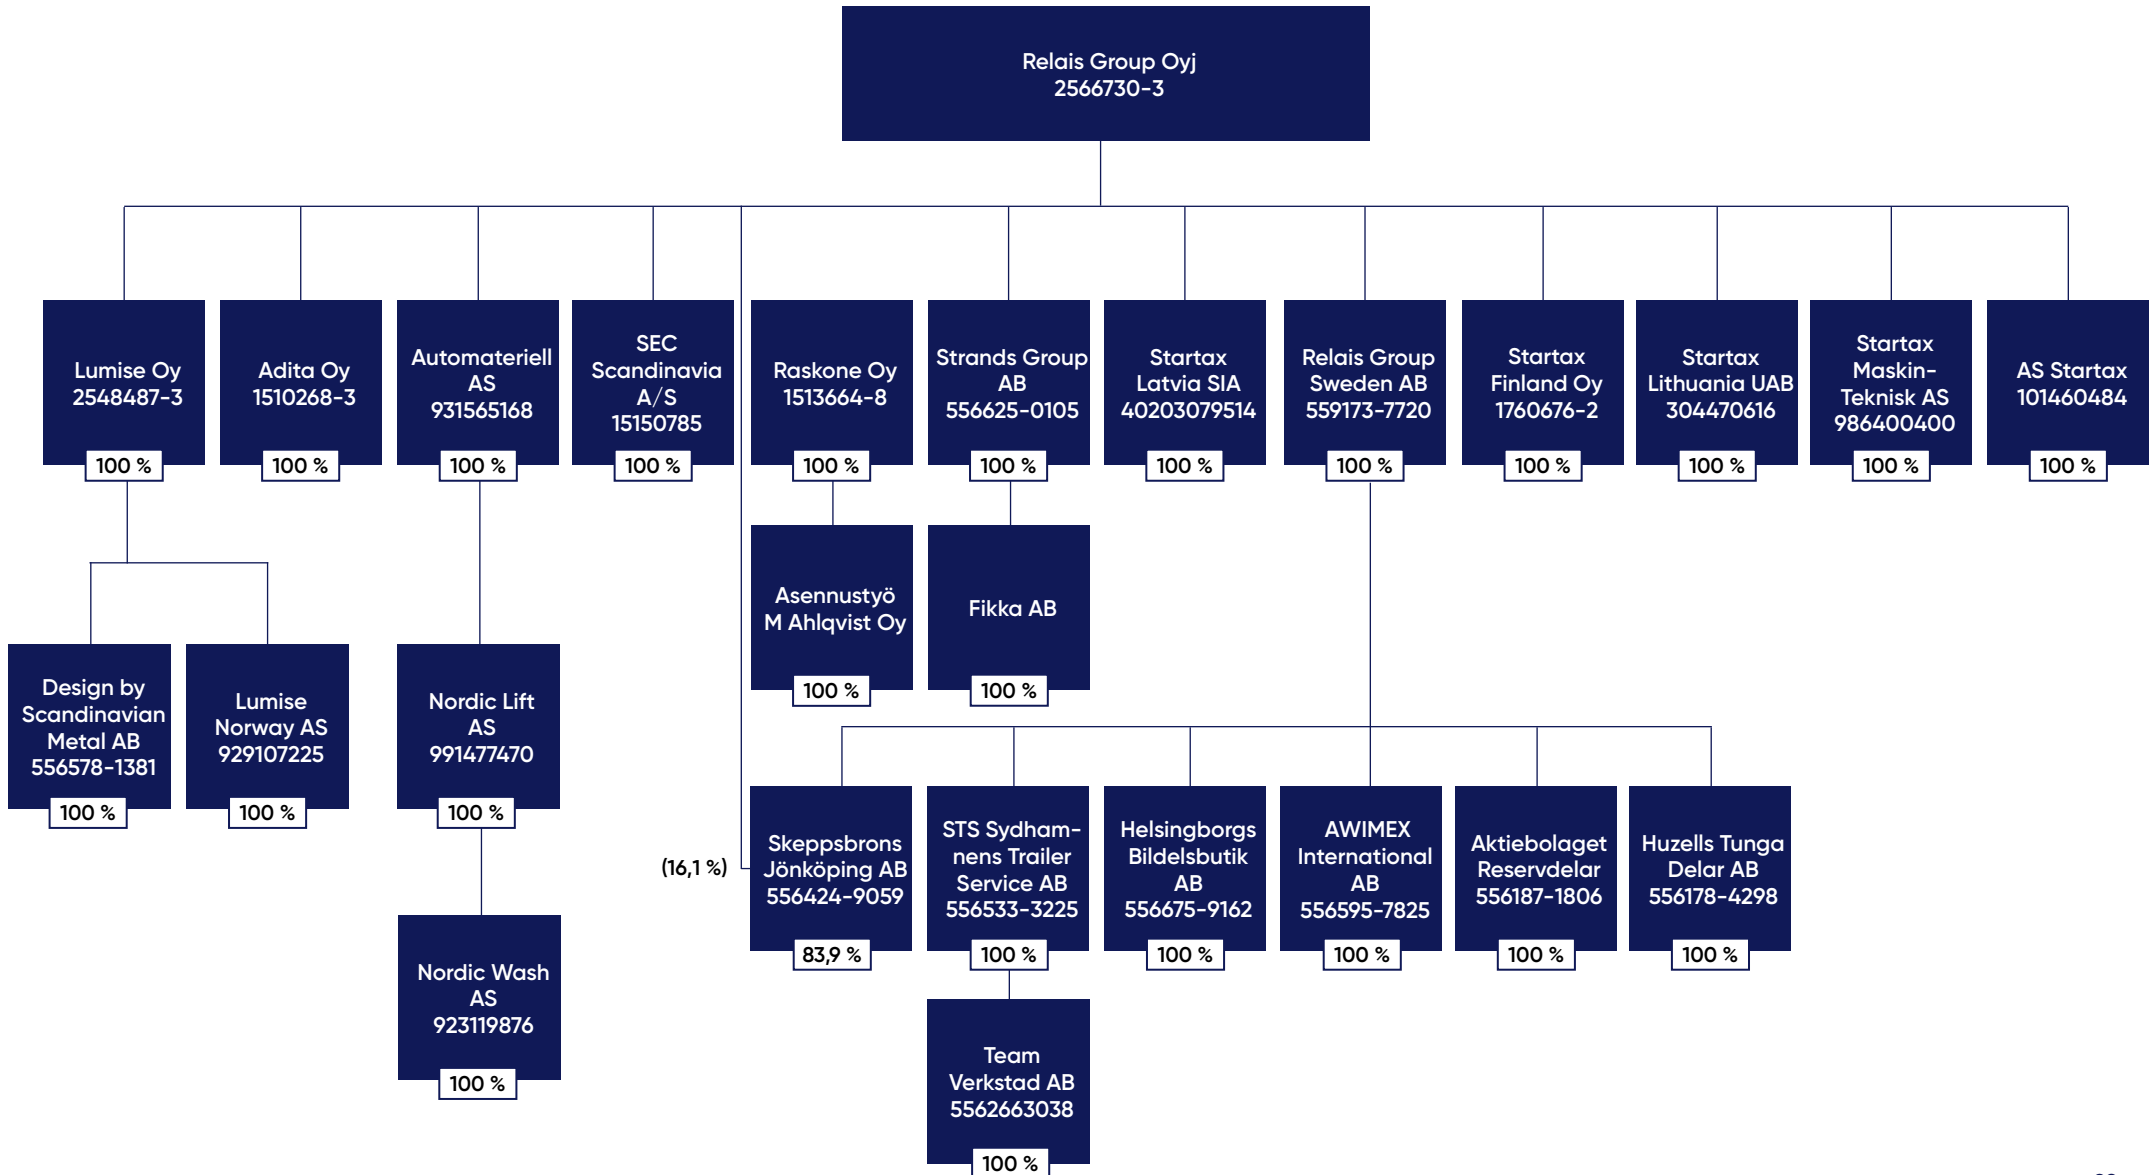 Relais Group Oyj
2566730-3
Lumise Oy
2548487-3
100 %
Adita Oy
1510268-3
100 %
Automateriell
AS
931565168
100 %
SEC
Scandinavia
A/S
15150785
100 %
Raskone Oy
1513664-8
100 %
Strands Group
AB
556625-0105
100 %
Startax
Latvia SIA
40203079514
100 %
Relais Group
Sweden AB
559173-7720
100 %
Startax
Finland Oy
1760676-2
100 %
Startax
Lithuania UAB
304470616
100 %
Startax
Maskin-
Teknisk AS
986400400
100 %
AS Startax
101460484
100 %
Asennustyö
M Ahlqvist Oy
100 %
Fikka AB
100 %
Design by
Scandinavian
Metal AB
556578-1381
100 %
Lumise
Norway AS
929107225
100 %
Nordic Lift
AS
991477470
100 %
(16,1 %)
Skeppsbrons
Jönköping AB
556424-9059
83,9 %
STS Sydham-
nens Trailer
Service AB
556533-3225
100 %
Helsingborgs
Bildelsbutik
AB
556675-9162
100 %
AWIMEX
International
AB
556595-7825
100 %
Aktiebolaget
Reservdelar
556187-1806
100 %
Huzells Tunga
Delar AB
556178-4298
100 %
Nordic Wash
AS
923119876
100 %
Team
Verkstad AB
5562663038
100 %